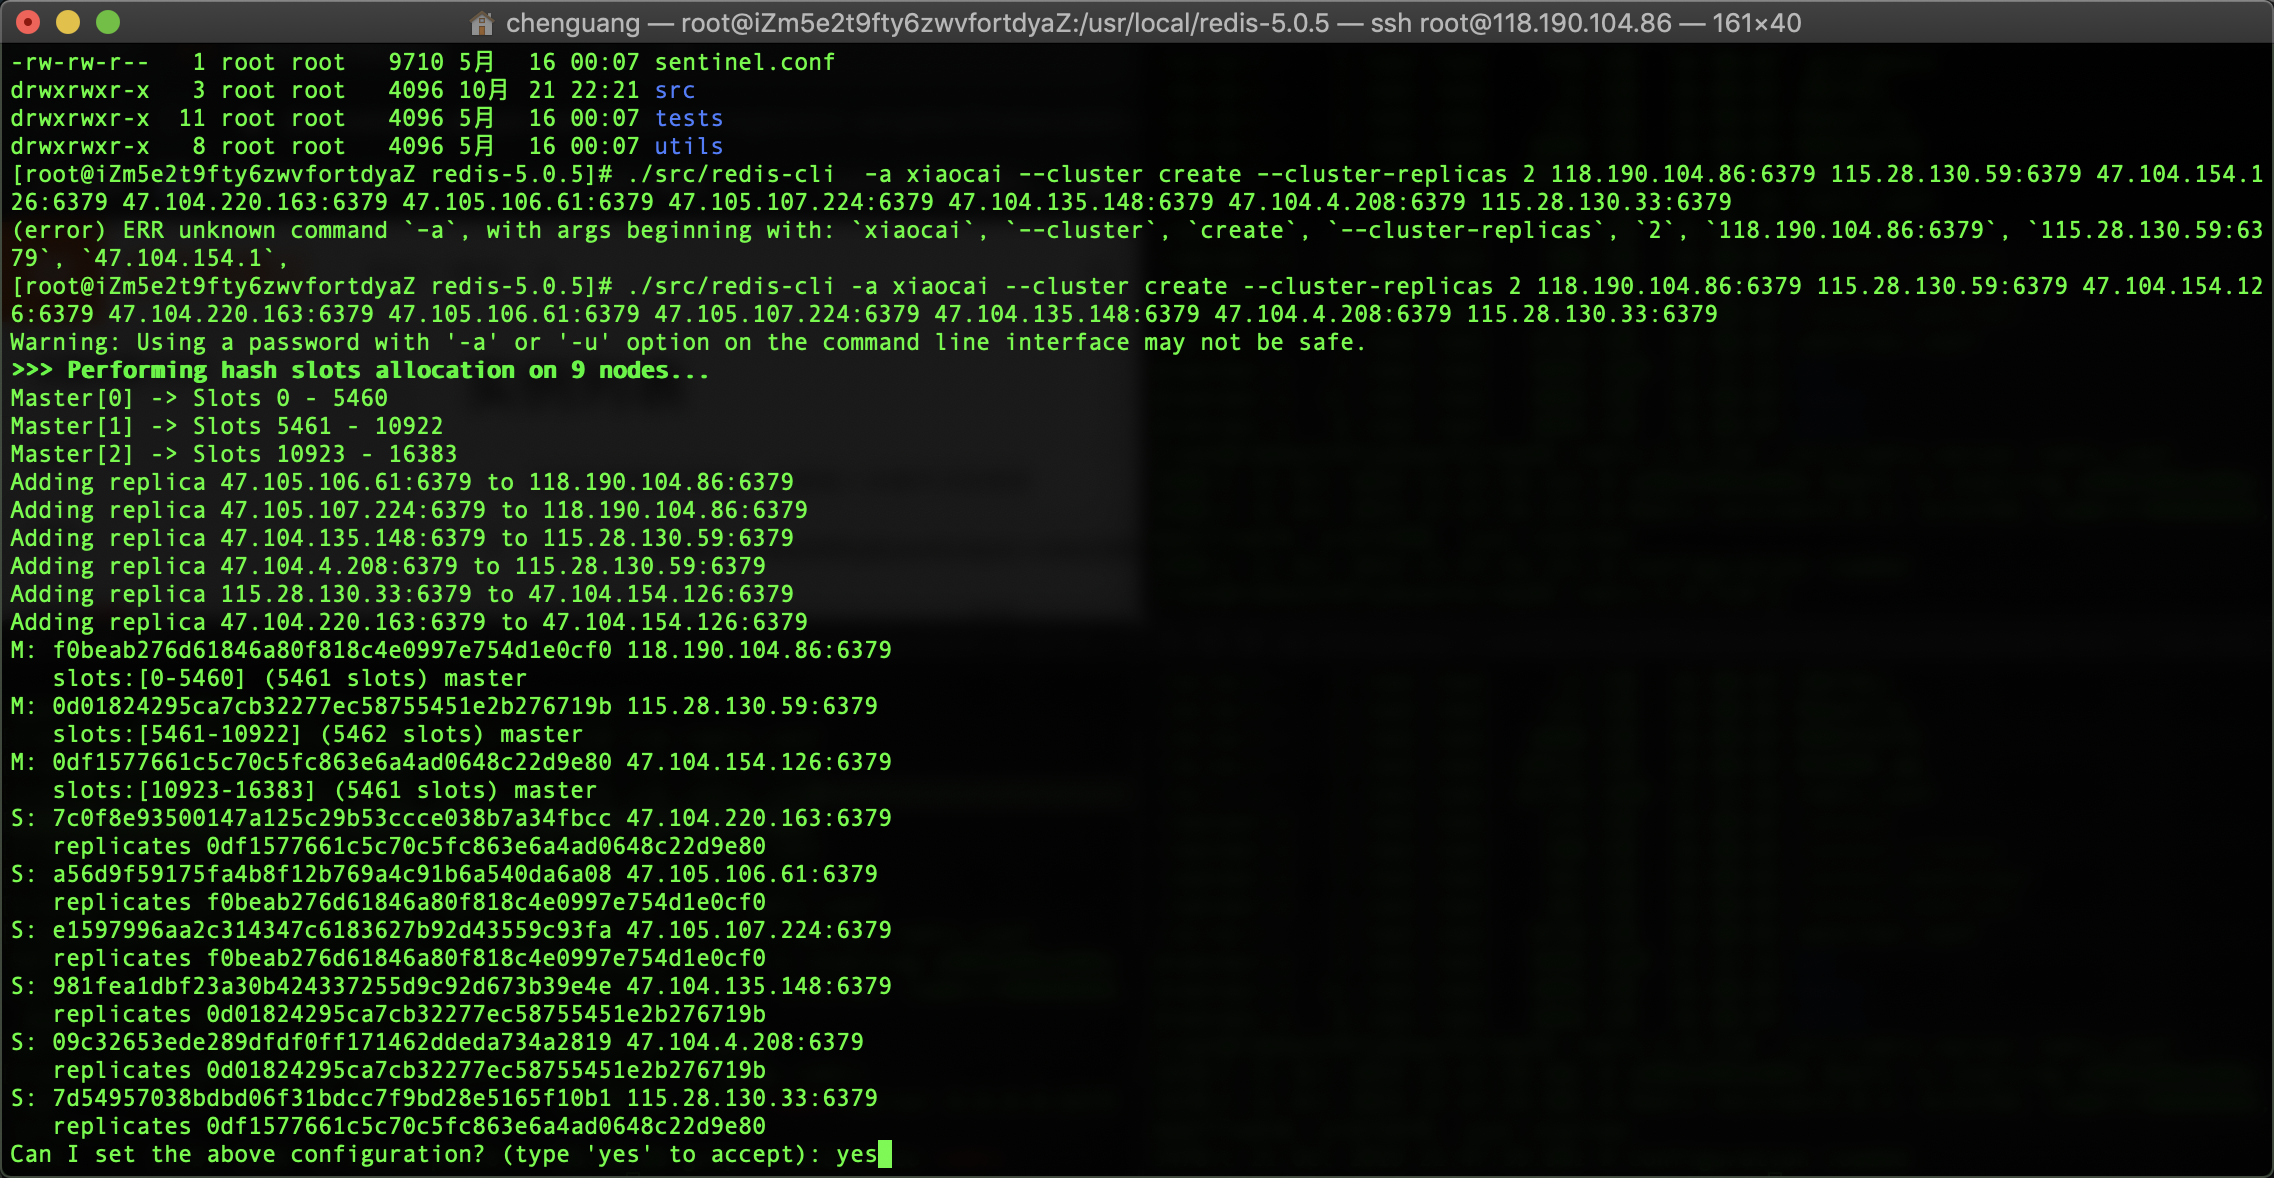 chenguang — root@iZm5e2t9fty6zwvfortdyaZ:/usr/local/redis-5.0.5 — ssh root@118.190.104.86 — 161×40
-rw-rw-r--   1 root root   9710 5月  16 00:07 sentinel.conf
drwxrwxr-x   3 root root   4096 10月 21 22:21 src
drwxrwxr-x  11 root root   4096 5月  16 00:07 tests
drwxrwxr-x   8 root root   4096 5月  16 00:07 utils
[root@iZm5e2t9fty6zwvfortdyaZ redis-5.0.5]# ./src/redis-cli  -a xiaocai --cluster create --cluster-replicas 2 118.190.104.86:6379 115.28.130.59:6379 47.104.154.1
26:6379 47.104.220.163:6379 47.105.106.61:6379 47.105.107.224:6379 47.104.135.148:6379 47.104.4.208:6379 115.28.130.33:6379
(error) ERR unknown command `-a`, with args beginning with: `xiaocai`, `--cluster`, `create`, `--cluster-replicas`, `2`, `118.190.104.86:6379`, `115.28.130.59:63
79`, `47.104.154.1`,
[root@iZm5e2t9fty6zwvfortdyaZ redis-5.0.5]# ./src/redis-cli -a xiaocai --cluster create --cluster-replicas 2 118.190.104.86:6379 115.28.130.59:6379 47.104.154.12
6:6379 47.104.220.163:6379 47.105.106.61:6379 47.105.107.224:6379 47.104.135.148:6379 47.104.4.208:6379 115.28.130.33:6379
Warning: Using a password with '-a' or '-u' option on the command line interface may not be safe.
>>> Performing hash slots allocation on 9 nodes...
Master[0] -> Slots 0 - 5460
Master[1] -> Slots 5461 - 10922
Master[2] -> Slots 10923 - 16383
Adding replica 47.105.106.61:6379 to 118.190.104.86:6379
Adding replica 47.105.107.224:6379 to 118.190.104.86:6379
Adding replica 47.104.135.148:6379 to 115.28.130.59:6379
Adding replica 47.104.4.208:6379 to 115.28.130.59:6379
Adding replica 115.28.130.33:6379 to 47.104.154.126:6379
Adding replica 47.104.220.163:6379 to 47.104.154.126:6379
M: f0beab276d61846a80f818c4e0997e754d1e0cf0 118.190.104.86:6379
   slots:[0-5460] (5461 slots) master
M: 0d01824295ca7cb32277ec58755451e2b276719b 115.28.130.59:6379
   slots:[5461-10922] (5462 slots) master
M: 0df1577661c5c70c5fc863e6a4ad0648c22d9e80 47.104.154.126:6379
   slots:[10923-16383] (5461 slots) master
S: 7c0f8e93500147a125c29b53ccce038b7a34fbcc 47.104.220.163:6379
   replicates 0df1577661c5c70c5fc863e6a4ad0648c22d9e80
S: a56d9f59175fa4b8f12b769a4c91b6a540da6a08 47.105.106.61:6379
   replicates f0beab276d61846a80f818c4e0997e754d1e0cf0
S: e1597996aa2c314347c6183627b92d43559c93fa 47.105.107.224:6379
   replicates f0beab276d61846a80f818c4e0997e754d1e0cf0
S: 981fea1dbf23a30b424337255d9c92d673b39e4e 47.104.135.148:6379
   replicates 0d01824295ca7cb32277ec58755451e2b276719b
S: 09c32653ede289dfdf0ff171462ddeda734a2819 47.104.4.208:6379
   replicates 0d01824295ca7cb32277ec58755451e2b276719b
S: 7d54957038bdbd06f31bdcc7f9bd28e5165f10b1 115.28.130.33:6379
   replicates 0df1577661c5c70c5fc863e6a4ad0648c22d9e80
Can I set the above configuration? (type 'yes' to accept): yes